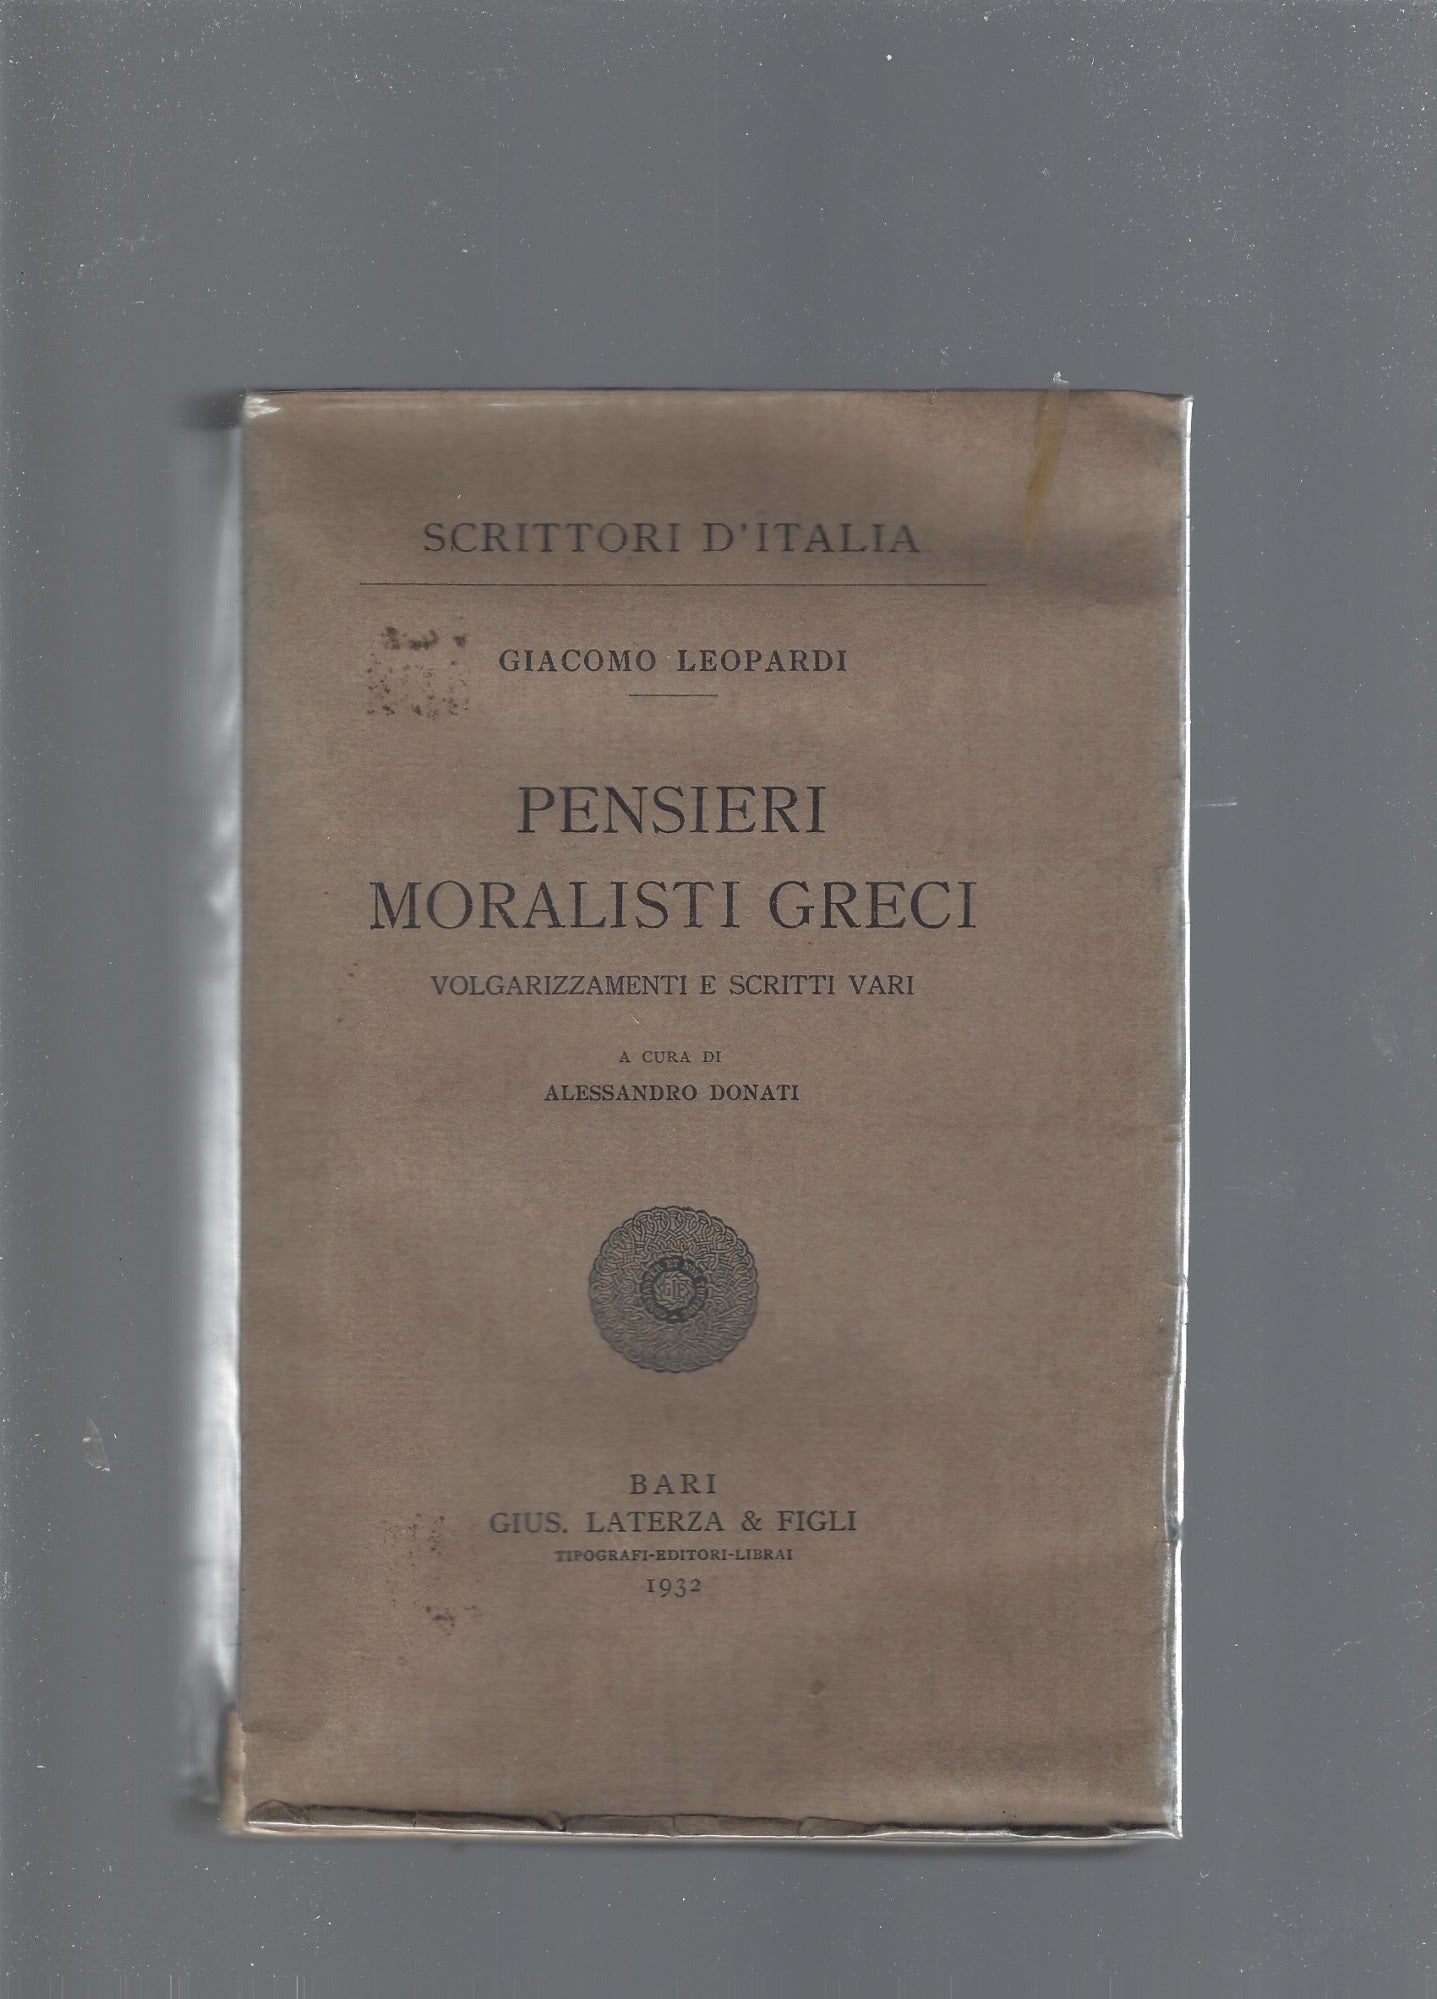 SCRITTORI D'ITALIA
GIACOMO LEOPARDI
PENSIERI
MORALISTI GRECI
VOLGARIZZAMENTI E SCRITTI VARI
A CURA DI
ALESSANDRO DONATI
BARI
GIUS. LATERZA & FIGLI
TIPOGRAFI-EDITORI-LIBRAI
1932